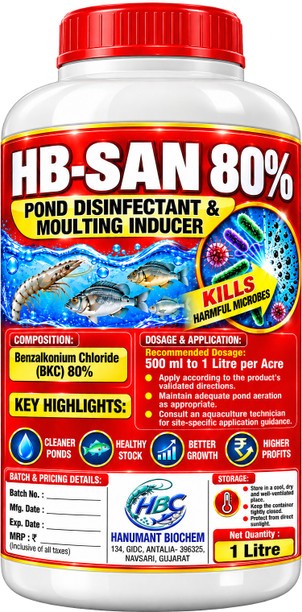 HB-SAN 80%
POND DISINFECTANT &
MOULTING INDUCER
KILLS
HARMFUL MICROBES
COMPOSITION:
Benzalkonium Chloride
(BKC) 80%
KEY HIGHLIGHTS:
DOSAGE & APPLICATION:
Recommended Dosage:
500 ml to 1 Litre per Acre
• Apply according to the product's
validated directions.
• Maintain adequate pond aeration
as appropriate.
• Consult an aquaculture technician
for site-specific application guidance.
CLEANER
PONDS
HEALTHY
STOCK
BETTER
GROWTH
₹
HIGHER
PROFITS
BATCH & PRICING DETAILS:
Batch No. :
Mfg. Date :
Exp. Date :
MRP : ₹
(Inclusive of all taxes)
HBC
HANUMANT BIOCHEM
134, GIDC, ANTALIA- 396325,
NAVSARI, GUJARAT
STORAGE:
• Store in a cool, dry
and well-ventilated
place.
• Keep the container
tightly closed.
• Protect from direct
sunlight.
Net Quantity :
1 Litre